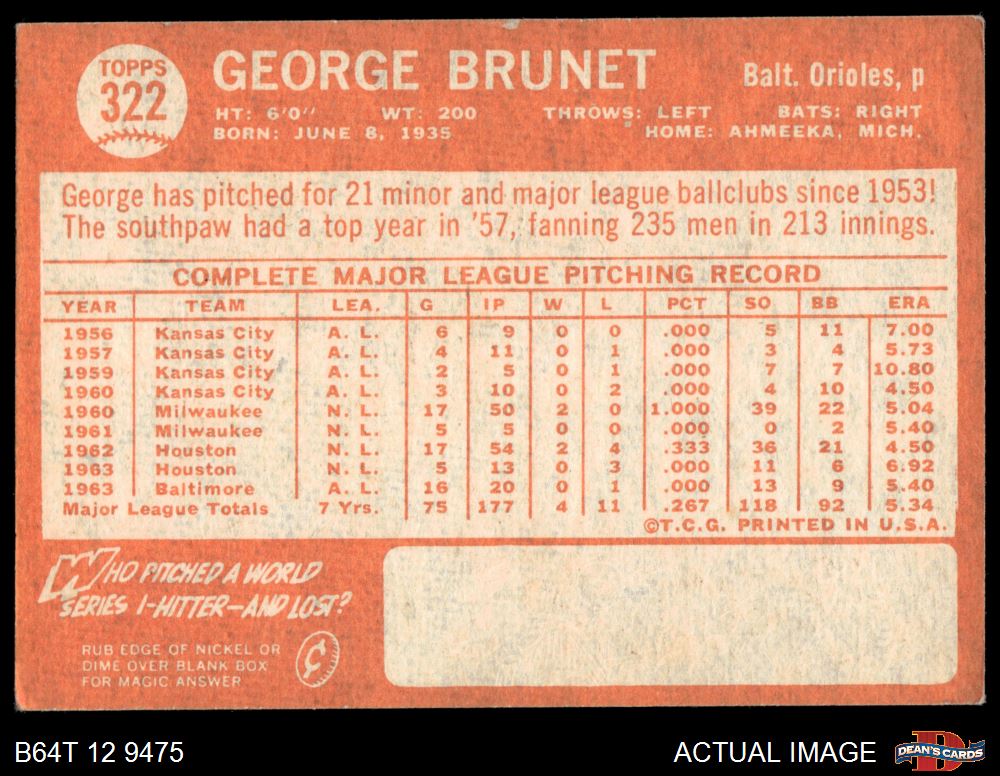 TOPPS
322
GEORGE BRUNET
Balt. Orioles, p
HT: 6'0" WT: 200 THROWS: LEFT BATS: RIGHT
BORN: JUNE 8, 1935 HOME: AHMEEKA, MICH.
George has pitched for 21 minor and major league ballclubs since 1953!
The southpaw had a top year in '57, fanning 235 men in 213 innings.
COMPLETE MAJOR LEAGUE PITCHING RECORD
YEAR TEAM LEA. G IP W L PCT SO BB ERA
1956 Kansas City A. L. 6 9 0 0 .000 5 11 7.00
1957 Kansas City A. L. 4 11 0 1 .000 3 4 5.73
1959 Kansas City A. L. 2 5 0 1 .000 7 7 10.80
1960 Kansas City A. L. 3 10 0 2 .000 4 10 4.50
1960 Milwaukee N. L. 17 50 2 0 1.000 39 22 5.04
1961 Milwaukee N. L. 5 5 0 0 .000 0 2 5.40
1962 Houston N. L. 17 54 2 4 .333 36 21 4.50
1963 Houston N. L. 5 13 0 3 .000 11 6 6.92
1963 Baltimore A. L. 16 20 0 1 .000 13 9 5.40
Major League Totals 7 Yrs. 75 177 4 11 .267 118 92 5.34
©T.C.G. PRINTED IN U.S.A.
WHO PITCHED A WORLD
SERIES 1-HITTER—AND LOST?
RUB EDGE OF NICKEL OR
DIME OVER BLANK BOX
FOR MAGIC ANSWER
¢
B64T 12 9475
ACTUAL IMAGE
D
DEAN'S CARDS